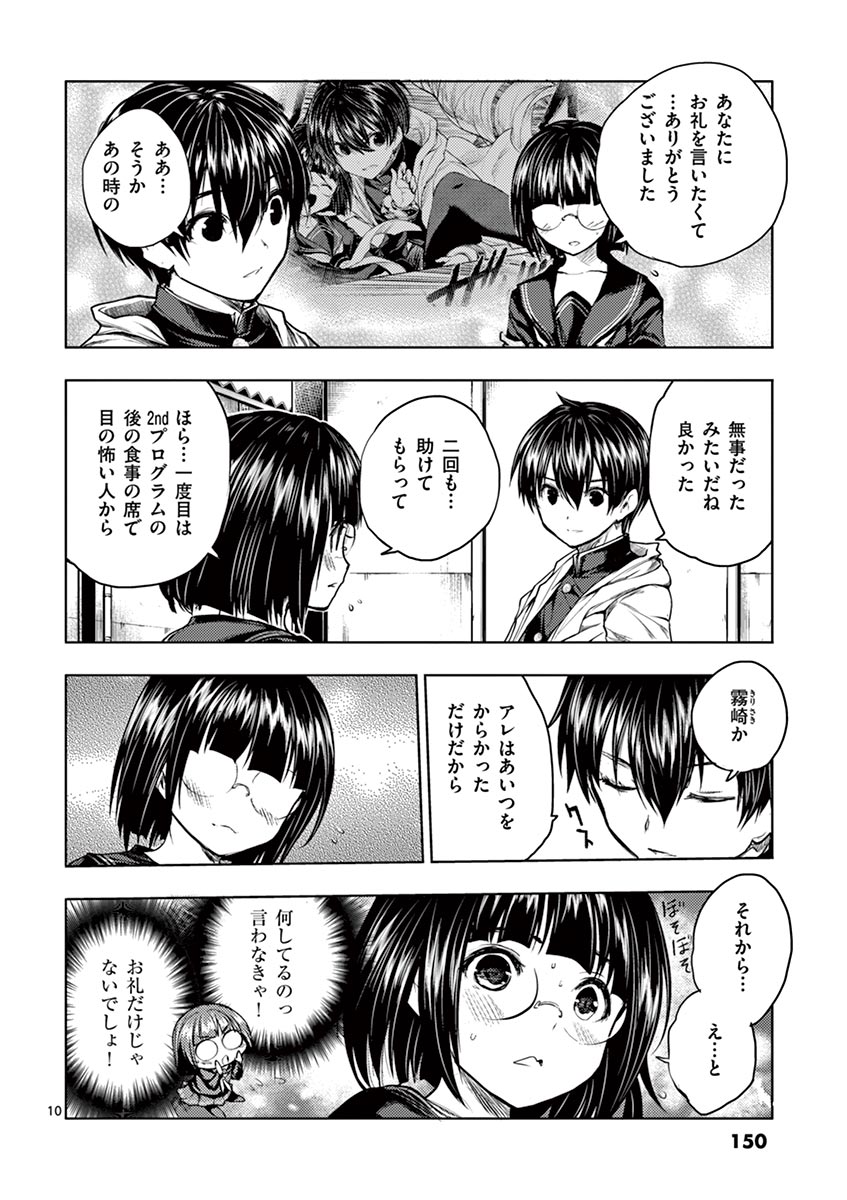 あなたに
お礼を言いたくて
…ありがとう
ございました
ああ…
そうか
あの時の
無事だった
みたいだね
良かった
二回も…
助けて
もらって
ほら…一度目は
2ndプログラムの
後の食事の席で
目の怖い人から
霧崎か
きりさき
クス
アレはあいつを
からかった
だけだから
それから…
え…と
ぼそぼそ
何してるのっ
言わなきゃ！
お礼だけじゃ
ないでしょ！
10
150